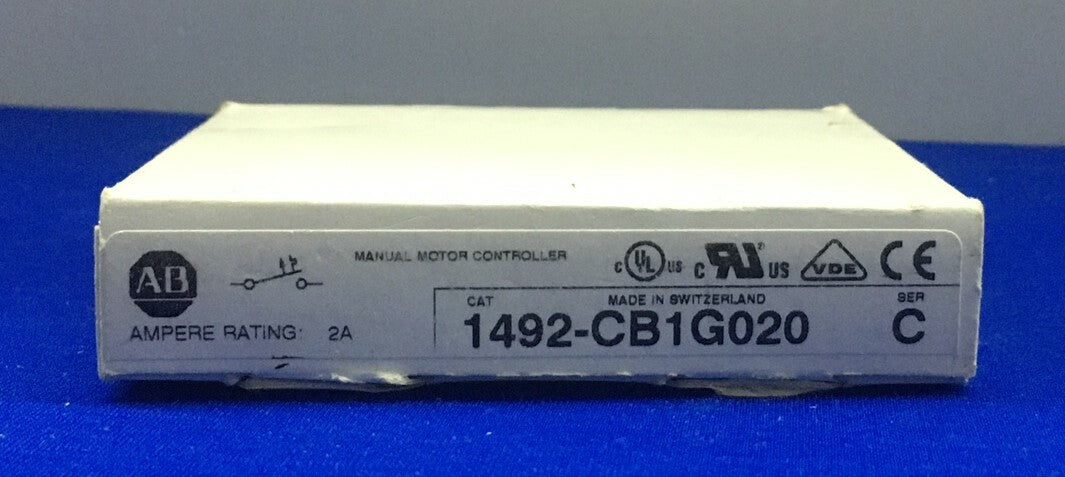 AB
MANUAL MOTOR CONTROLLER
c UL us
c RU ® US
VDE
CE
AMPERE RATING: 2A
CAT
MADE IN SWITZERLAND
SER
1492-CB1G020
C